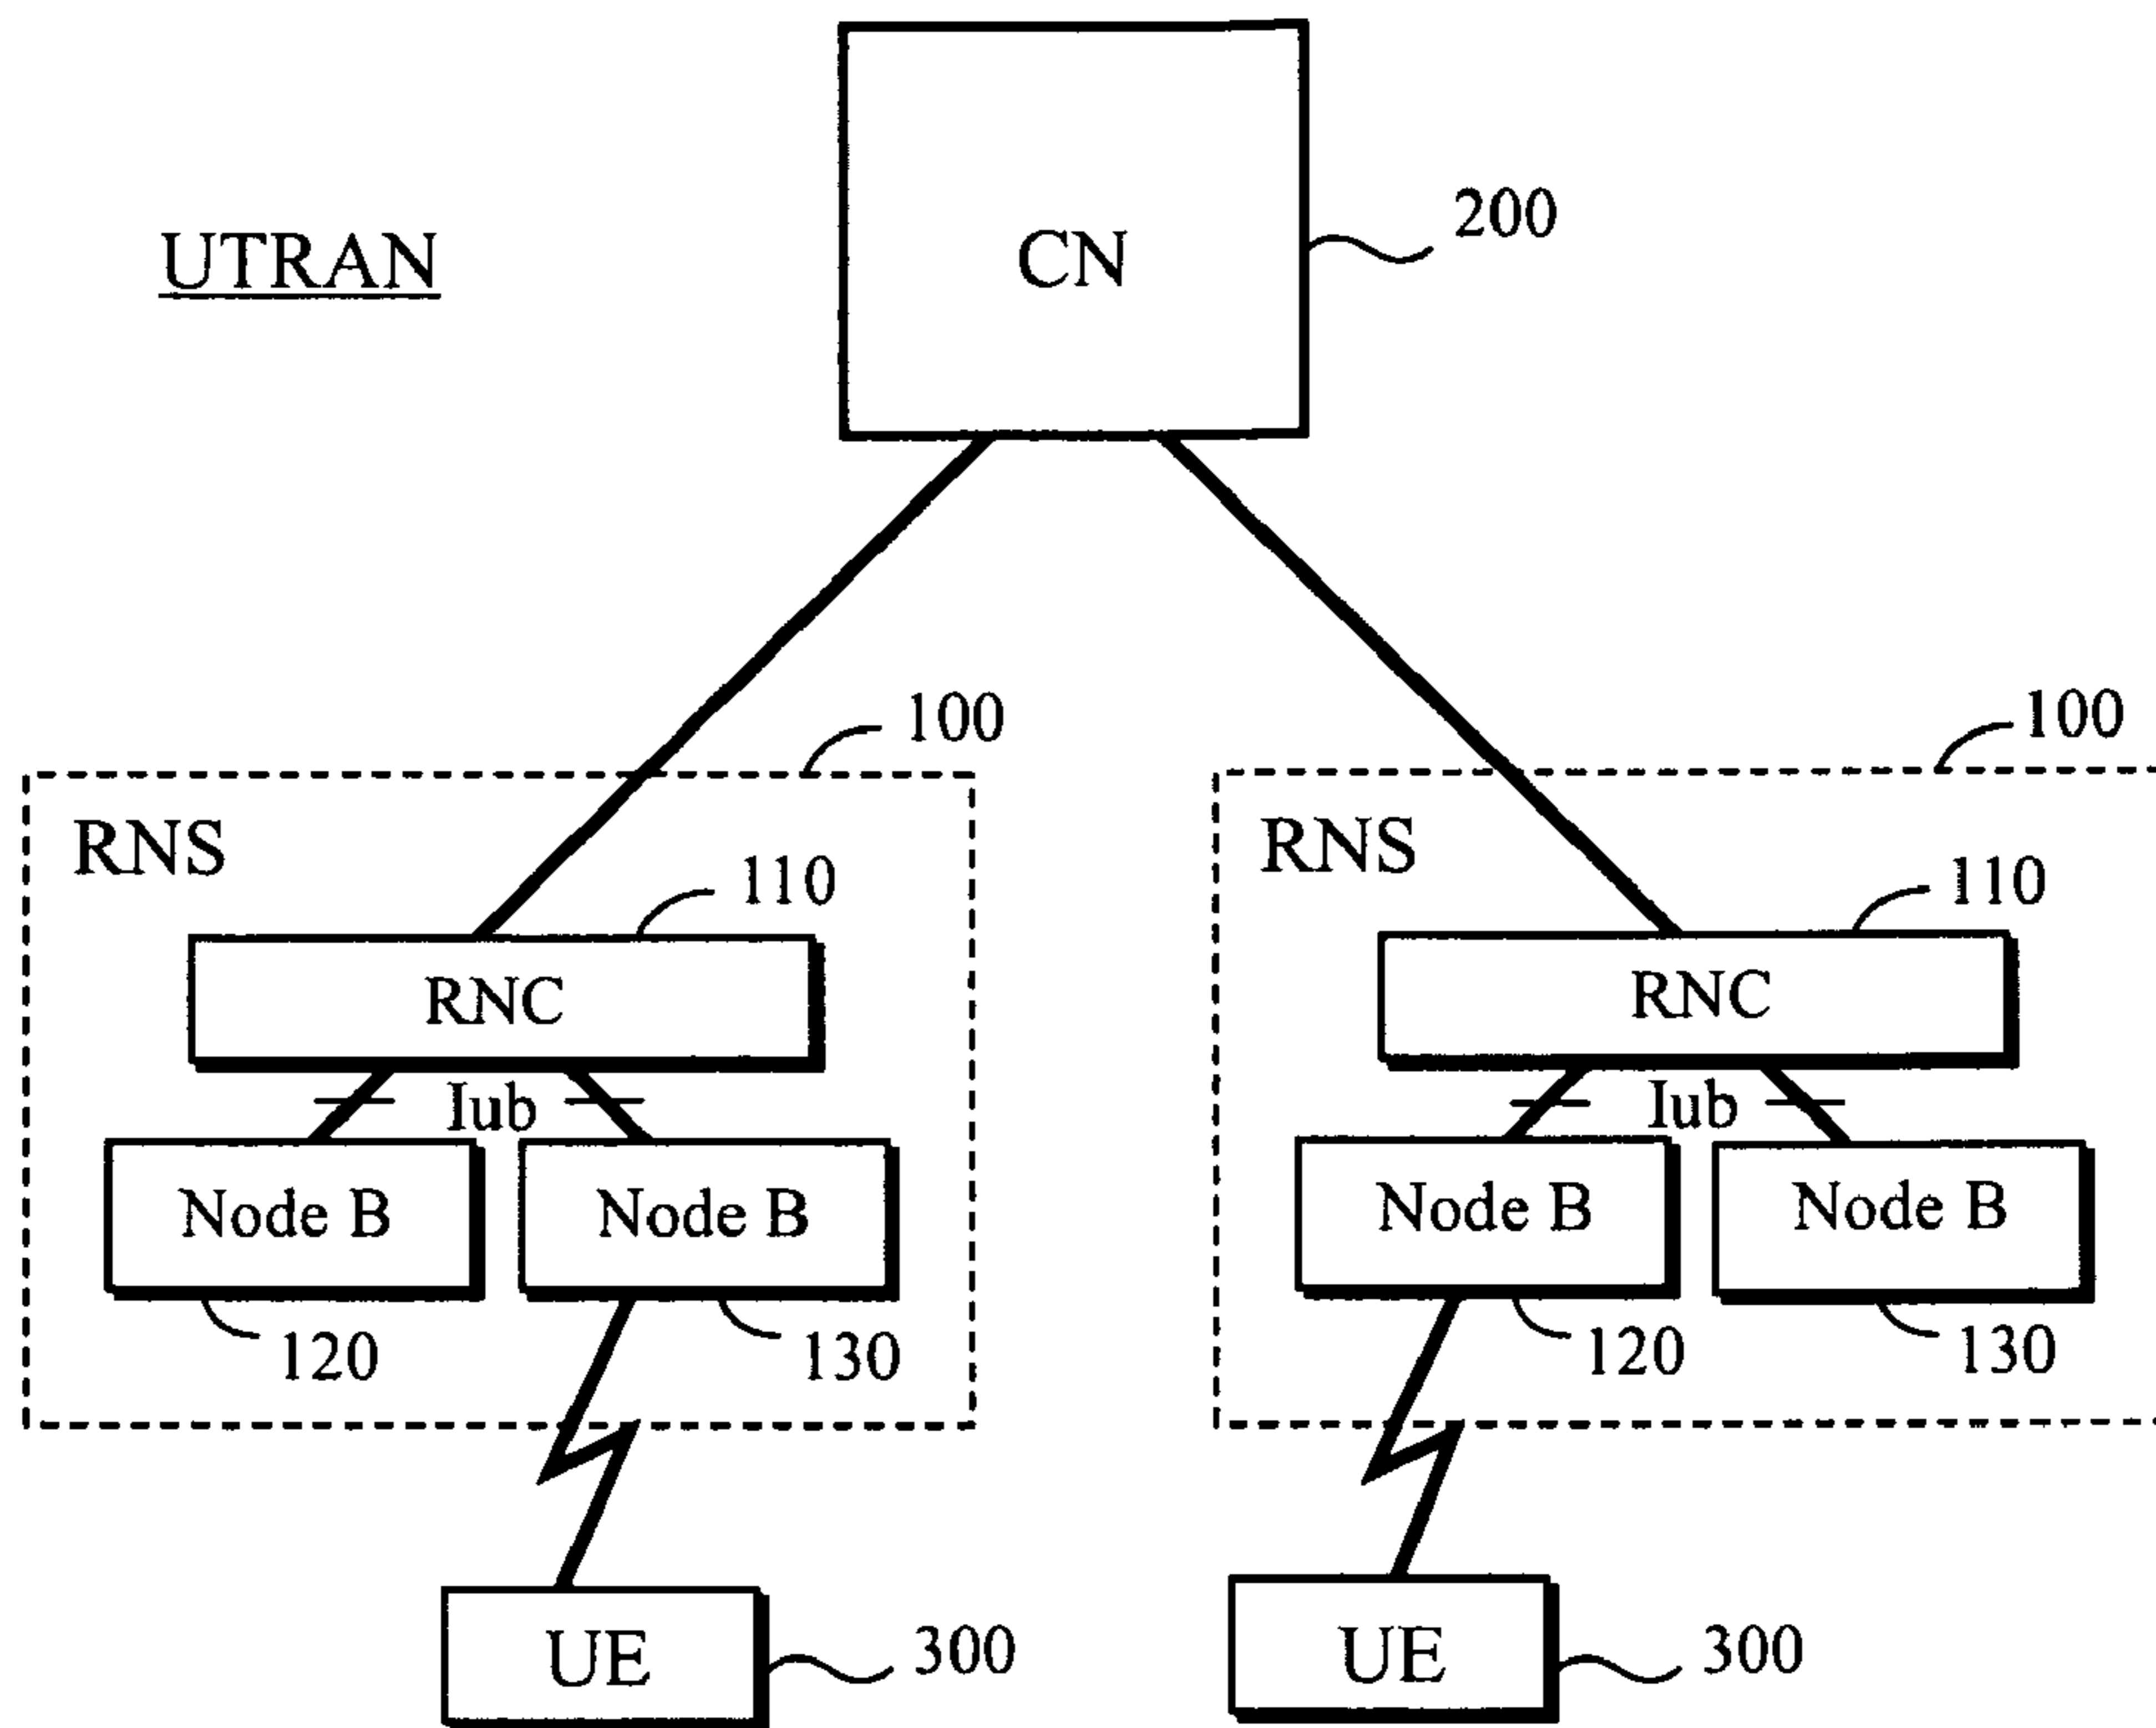 UTRAN
CN
200
100
100
RNS
RNS
110
110
RNC
RNC
Iub
Iub
Node B
Node B
Node B
Node B
120
130
120
130
UE
300
UE
300